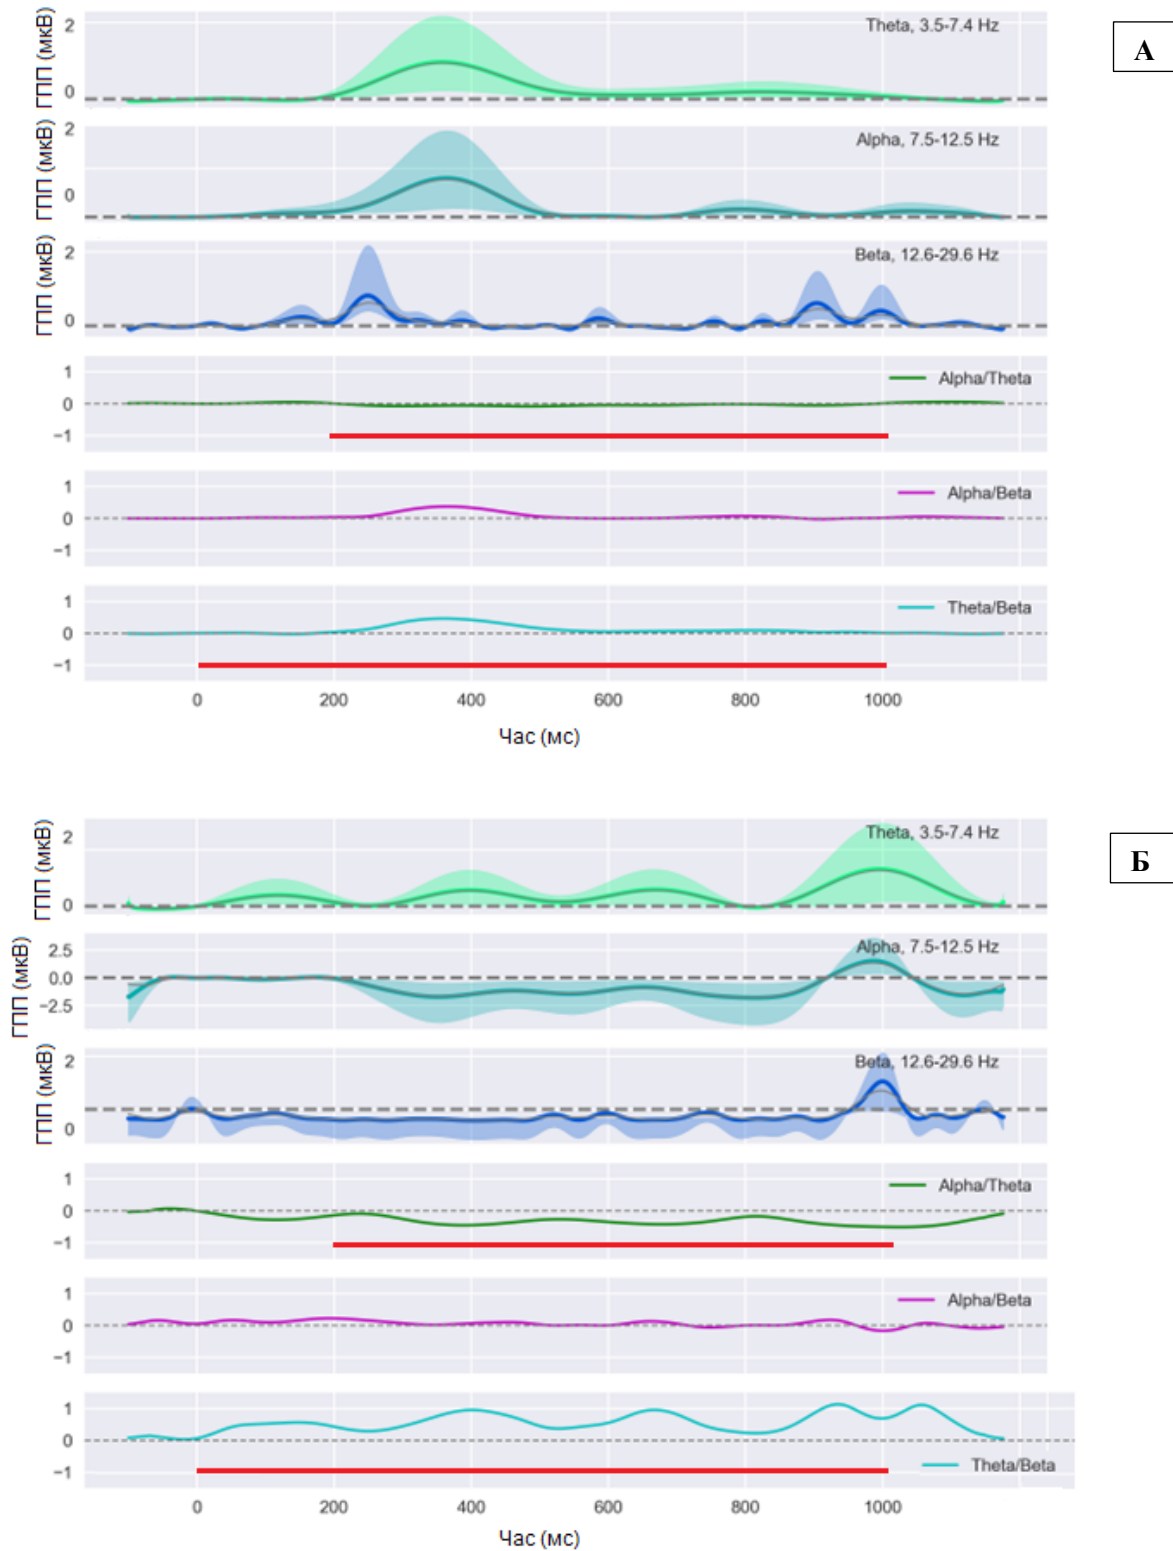 А
ГПП (мкВ)
2
0
Theta, 3.5-7.4 Hz
ГПП (мкВ)
2
0
Alpha, 7.5-12.5 Hz
ГПП (мкВ)
2
0
Beta, 12.6-29.6 Hz
1
0
−1
Alpha/Theta
1
0
−1
Alpha/Beta
1
0
−1
Theta/Beta
0 200 400 600 800 1000
Час (мс)
Б
ГПП (мкВ)
2
0
Theta, 3.5-7.4 Hz
ГПП (мкВ)
2.5
0.0
−2.5
Alpha, 7.5-12.5 Hz
ГПП (мкВ)
2
0
Beta, 12.6-29.6 Hz
1
0
−1
Alpha/Theta
1
0
−1
Alpha/Beta
1
0
−1
Theta/Beta
0 200 400 600 800 1000
Час (мс)